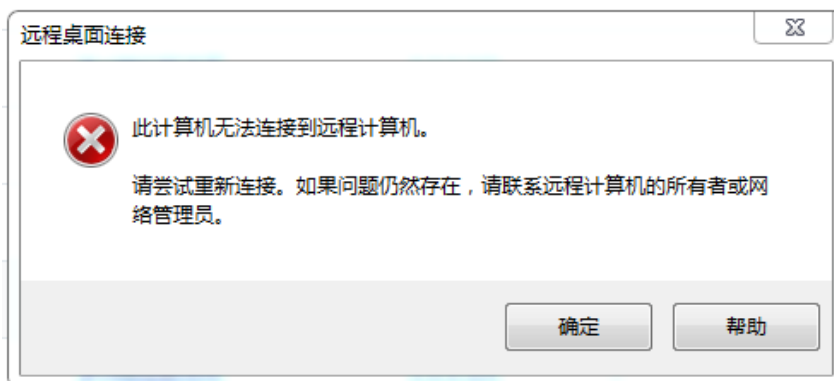 远程桌面连接
此计算机无法连接到远程计算机。
请尝试重新连接。如果问题仍然存在，请联系远程计算机的所有者或网
络管理员。
确定
帮助